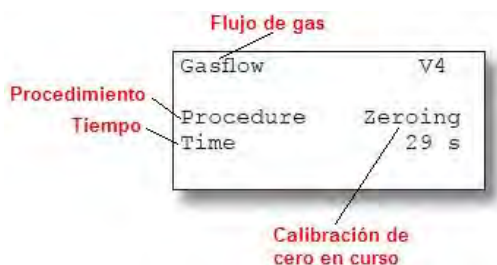 Flujo de gas
Gasflow V4
Procedimiento
Procedure Zeroing
Tiempo
Time 29 s
Calibración de
cero en curso